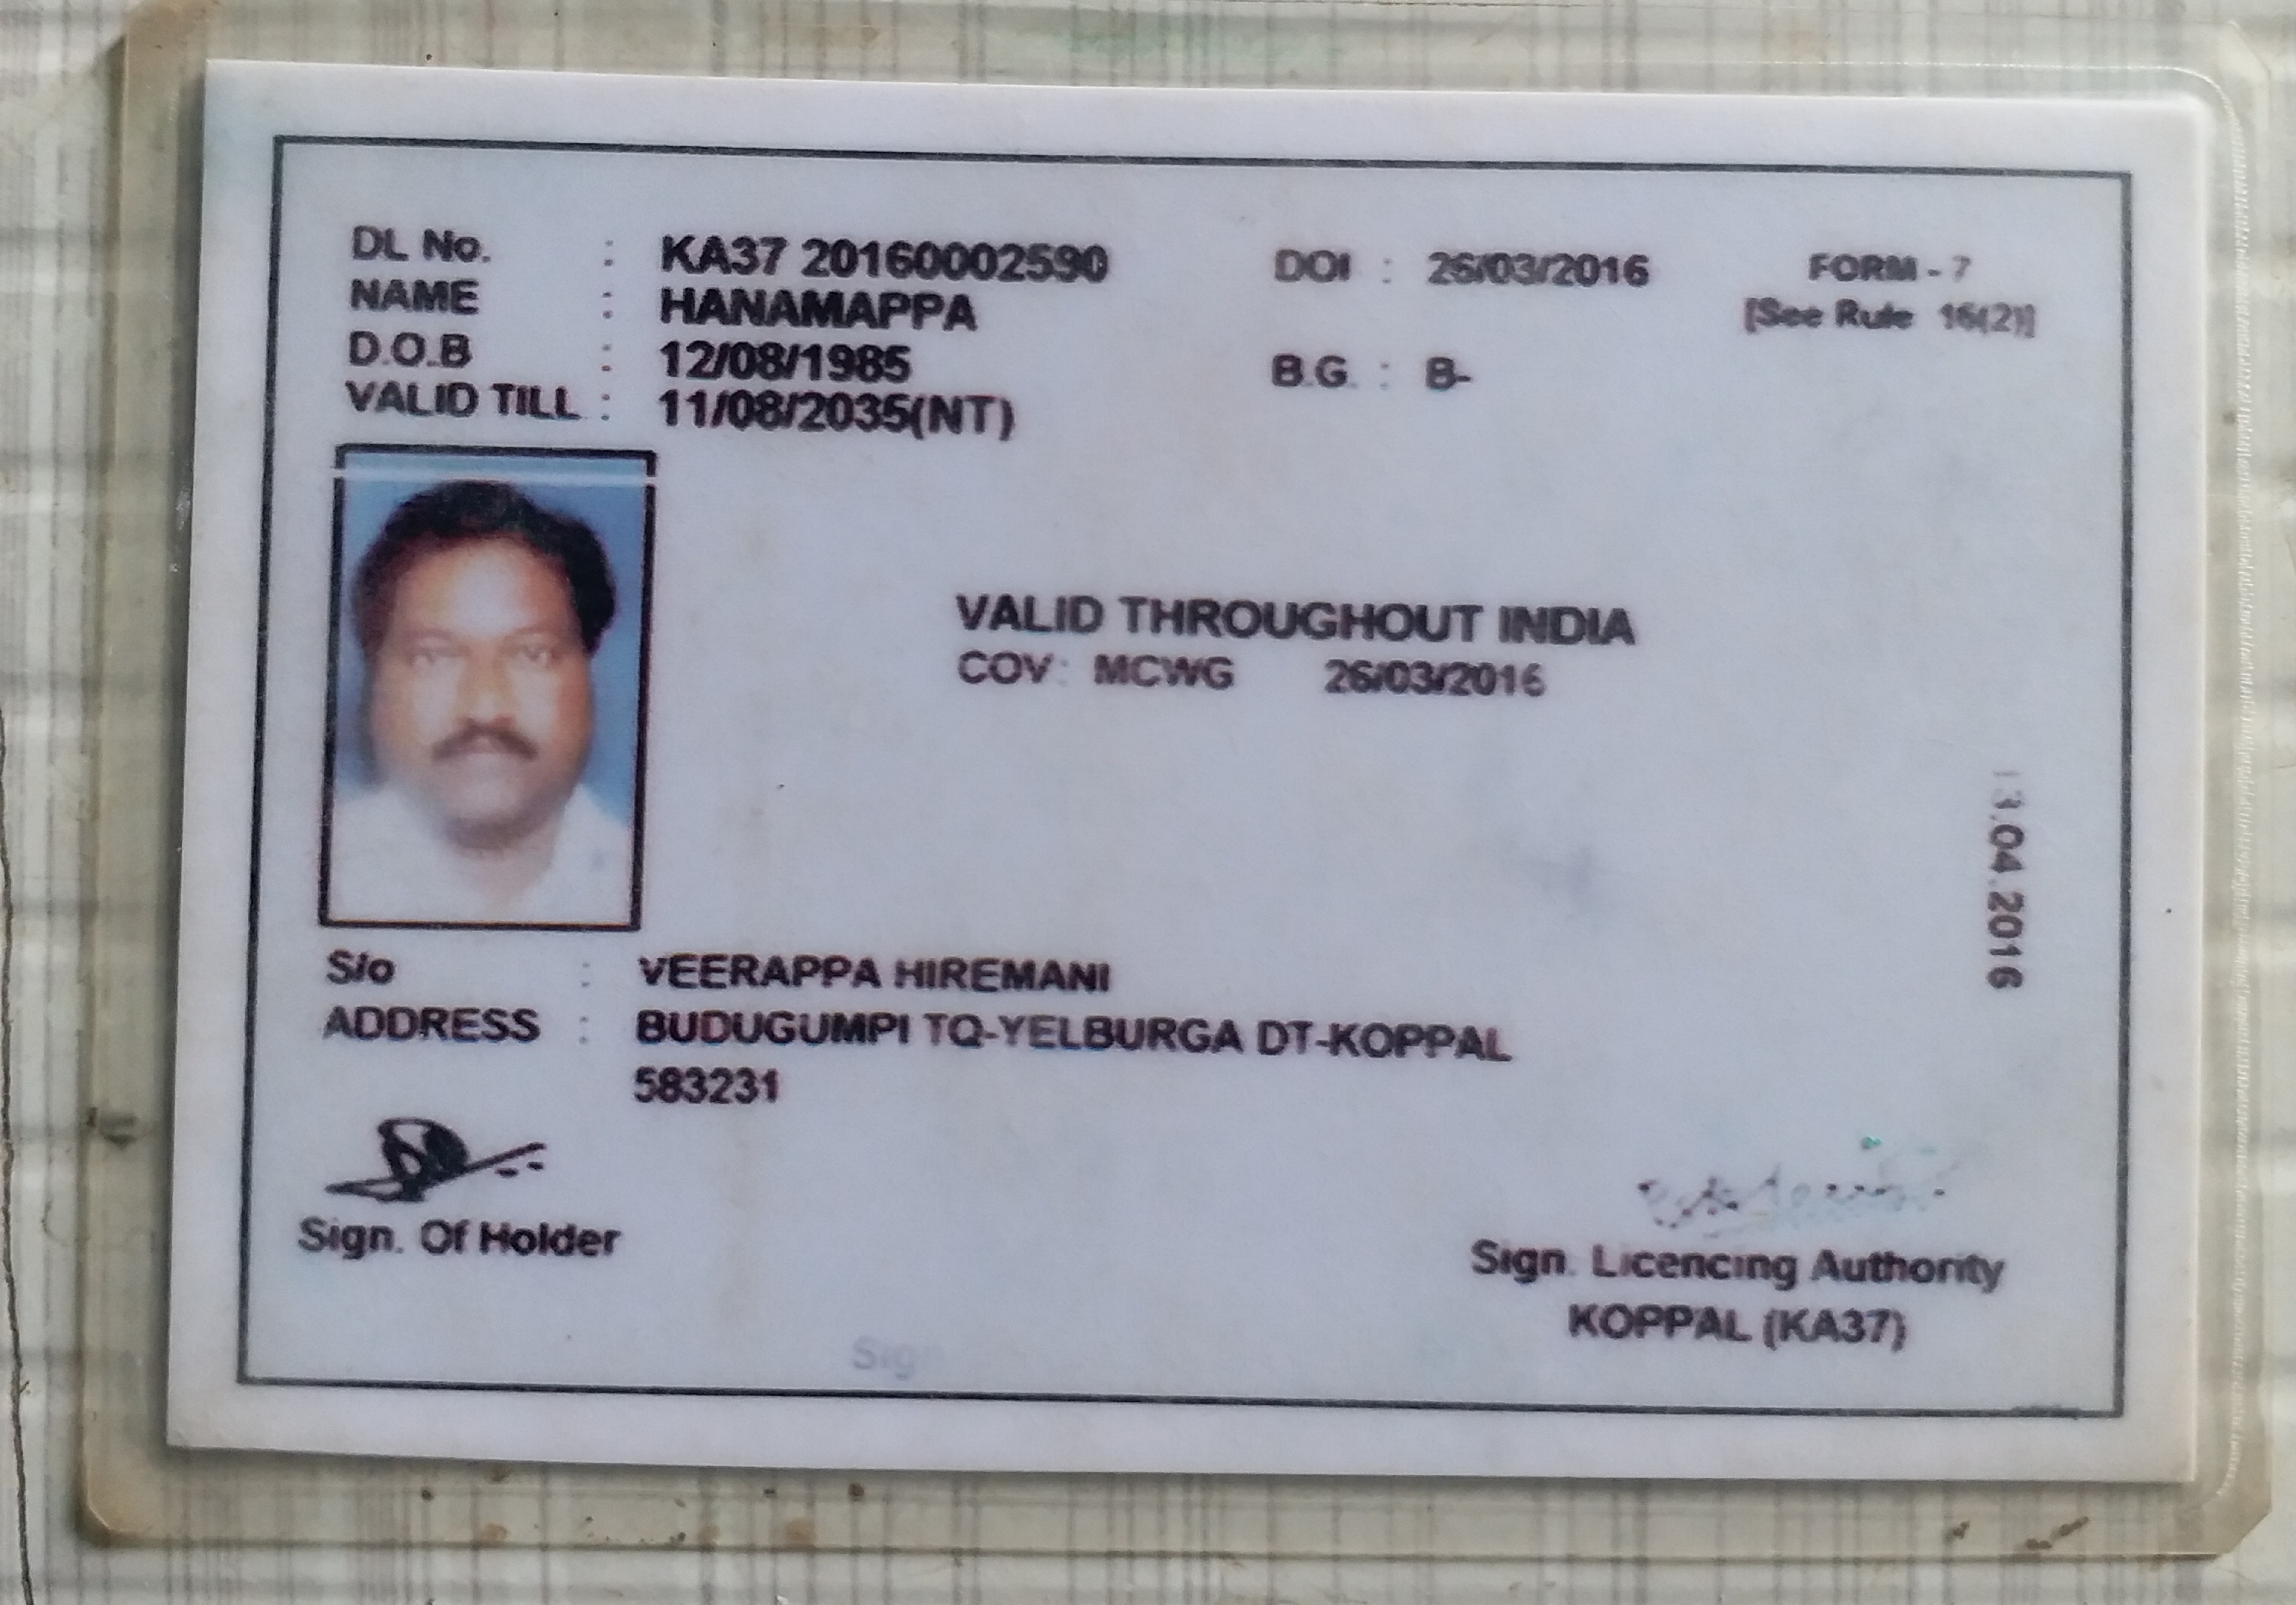 DL No. : KA37 20160002590 DOI : 26/03/2016 FORM - 7
NAME : HANAMAPPA [See Rule 16(2)]
D.O.B : 12/08/1985 B.G. : B-
VALID TILL : 11/08/2035(NT)
VALID THROUGHOUT INDIA
COV: MCWG 26/03/2016
13.04.2016
S/o : VEERAPPA HIREMANI
ADDRESS : BUDUGUMPI TQ-YELBURGA DT-KOPPAL
583231
Sign. Of Holder
Sign. Licencing Authority
KOPPAL (KA37)
Sig